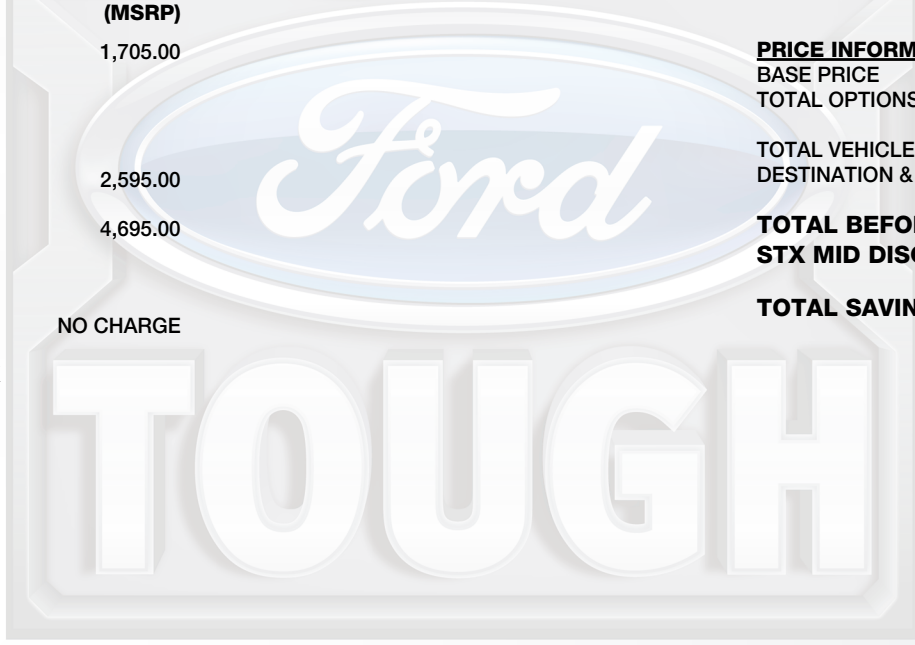 (MSRP)
1,705.00
2,595.00
4,695.00
NO CHARGE
PRICE INFORM
BASE PRICE
TOTAL OPTIONS
TOTAL VEHICLE
DESTINATION &
TOTAL BEFO
STX MID DISC
TOTAL SAVIN
Ford
TOUGH